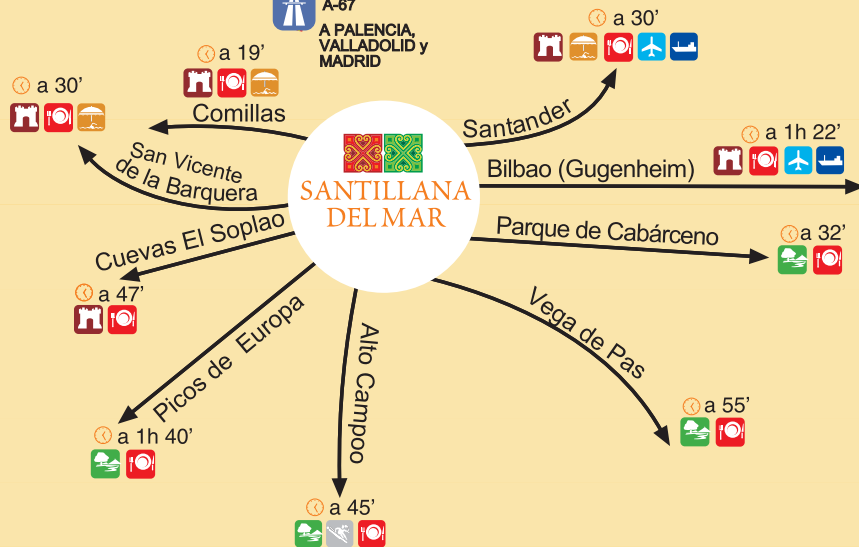 A-67
A PALENCIA,
VALLADOLID y
MADRID
a 30’
a 19’
a 30’
Comillas
Santander
a 1h 22’
San Vicente
de la Barquera
Bilbao (Gugenheim)
SANTILLANA
DEL MAR
Cuevas El Soplao
Parque de Cabárceno
a 32’
a 47’
Picos de Europa
Alto Campoo
Vega de Pas
a 1h 40’
a 55’
a 45’